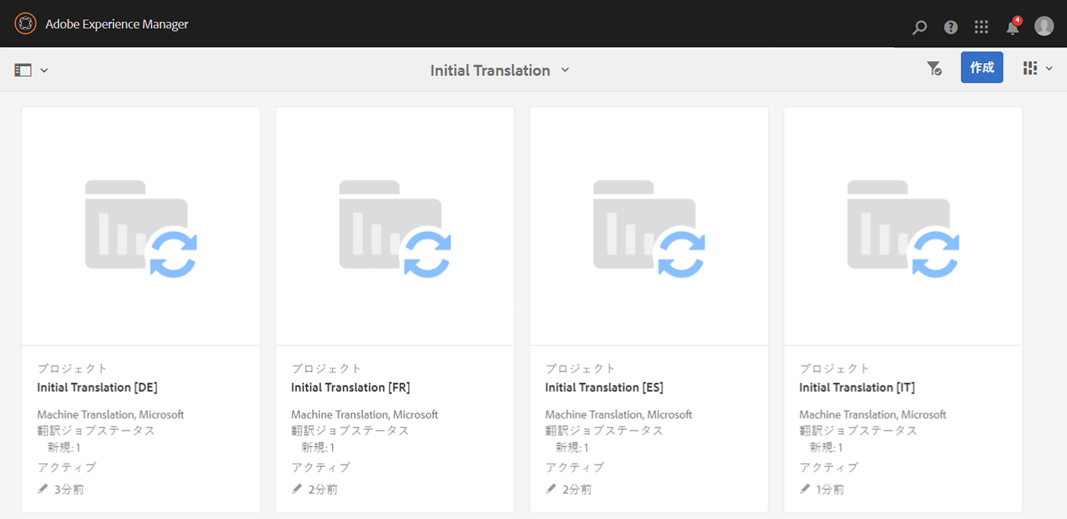 Adobe Experience Manager
4
Initial Translation
作成
プロジェクト
Initial Translation [DE]
Machine Translation, Microsoft
翻訳ジョブステータス
新規: 1
アクティブ
3分前
プロジェクト
Initial Translation [FR]
Machine Translation, Microsoft
翻訳ジョブステータス
新規: 1
アクティブ
2分前
プロジェクト
Initial Translation [ES]
Machine Translation, Microsoft
翻訳ジョブステータス
新規: 1
アクティブ
2分前
プロジェクト
Initial Translation [IT]
Machine Translation, Microsoft
翻訳ジョブステータス
新規: 1
アクティブ
1分前